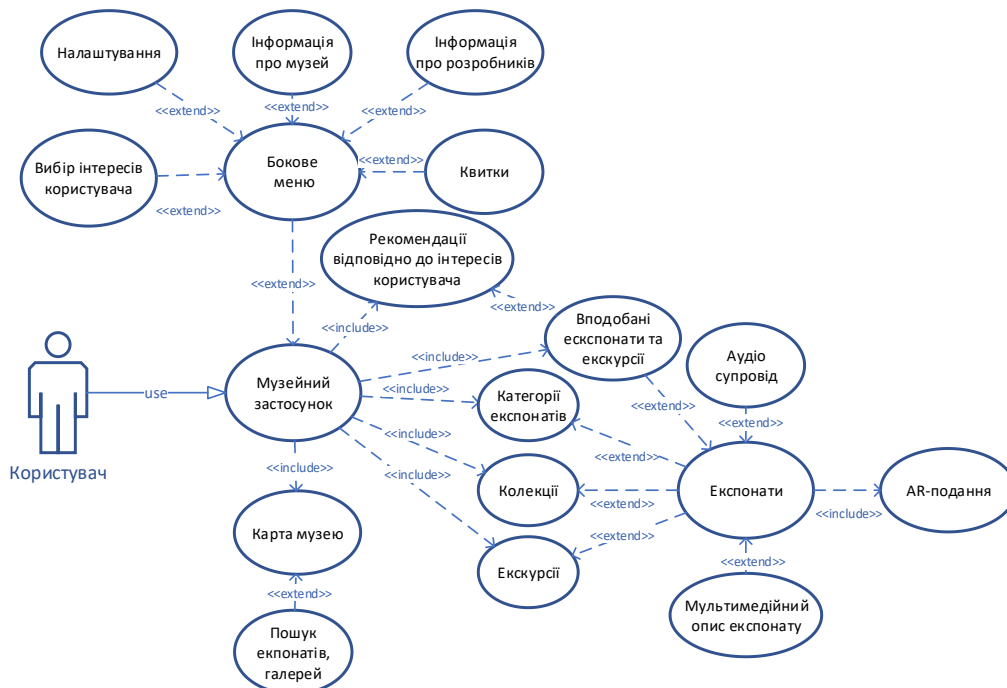 Налаштування
Інформація
про музей
Інформація
про розробників
<<extend>>
<<extend>>
<<extend>>
Вибір інтересів
користувача
<<extend>>
Бокове
меню
<<extend>>
Квитки
<<extend>>
Рекомендації
відповідно до інтересів
користувача
<<include>>
<<extend>>
Користувач
use
Музейний
застосунок
<<include>>
<<include>>
<<include>>
<<include>>
<<include>>
Вподобані
ескспонати та
екскурсії
Аудіо
супровід
Категорії
експонатів
<<extend>>
<<extend>>
<<extend>>
Колекції
<<extend>>
Експонати
<<include>>
AR-подання
<<extend>>
Екскурсії
<<extend>>
Мультимедійний
опис експонату
Карта музею
<<extend>>
Пошук
екпонатів,
галерей